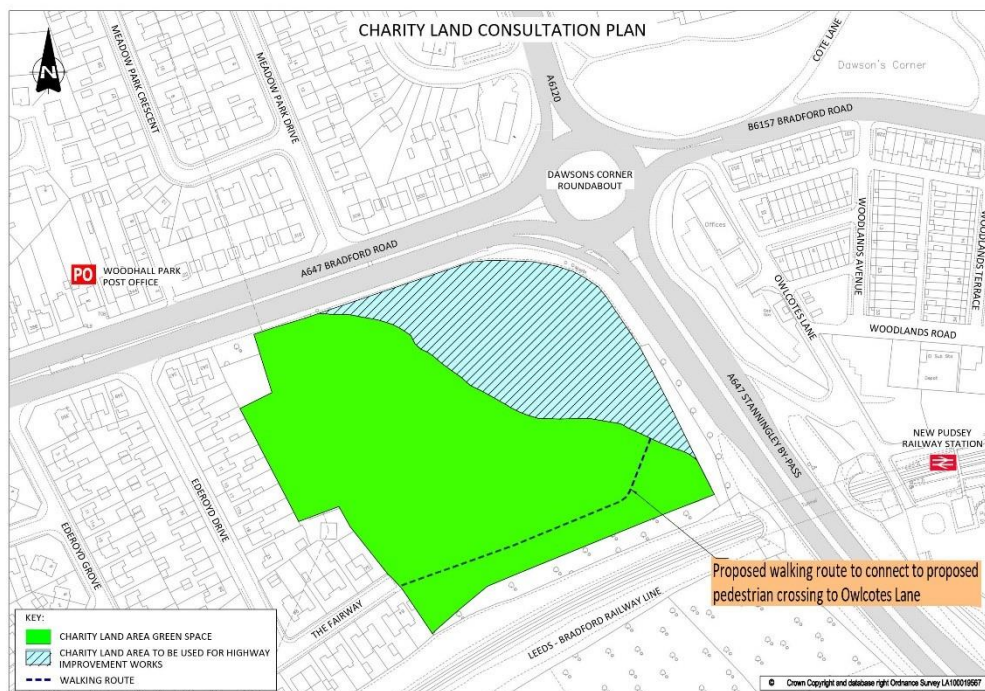 CHARITY LAND CONSULTATION PLAN
N
MEADOW PARK CRESCENT
MEADOW PARK DRIVE
A6120
COTE LANE
Dawson's Corner
B6157 BRADFORD ROAD
DAWSONS CORNER
ROUNDABOUT
Offices
A647 BRADFORD ROAD
PO
WOODHALL PARK
POST OFFICE
WOODLANDS AVENUE
WOODLANDS TERRACE
OWLCOTES LANE
WOODLANDS ROAD
El Sub Sta
Depot
A647 STANNINGLEY BY-PASS
NEW PUDSEY
RAILWAY STATION
EDEROYD GROVE
EDEROYD DRIVE
THE FAIRWAY
LEEDS - BRADFORD RAILWAY LINE
Proposed walking route to connect to proposed
pedestrian crossing to Owlcotes Lane
KEY:
CHARITY LAND AREA GREEN SPACE
CHARITY LAND AREA TO BE USED FOR HIGHWAY
IMPROVEMENT WORKS
WALKING ROUTE
© Crown Copyright and database right Ordnance Survey LA100019567